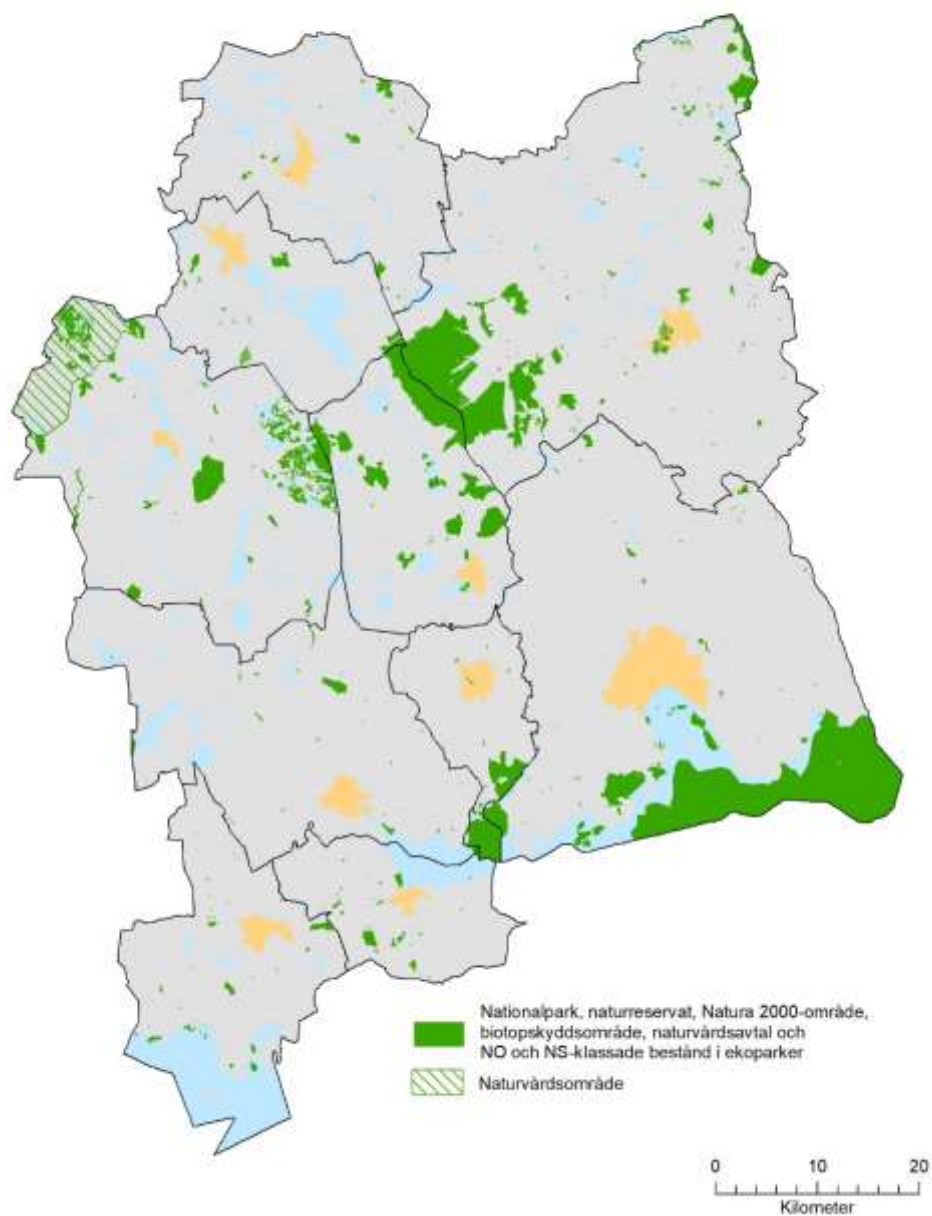 Nationalpark, naturreservat, Natura 2000-område,
biotopskyddsområde, naturvårdsavtal och
NO och NS-klassade bestånd i ekoparker
Naturvårdsområde
0 10 20
Kilometer